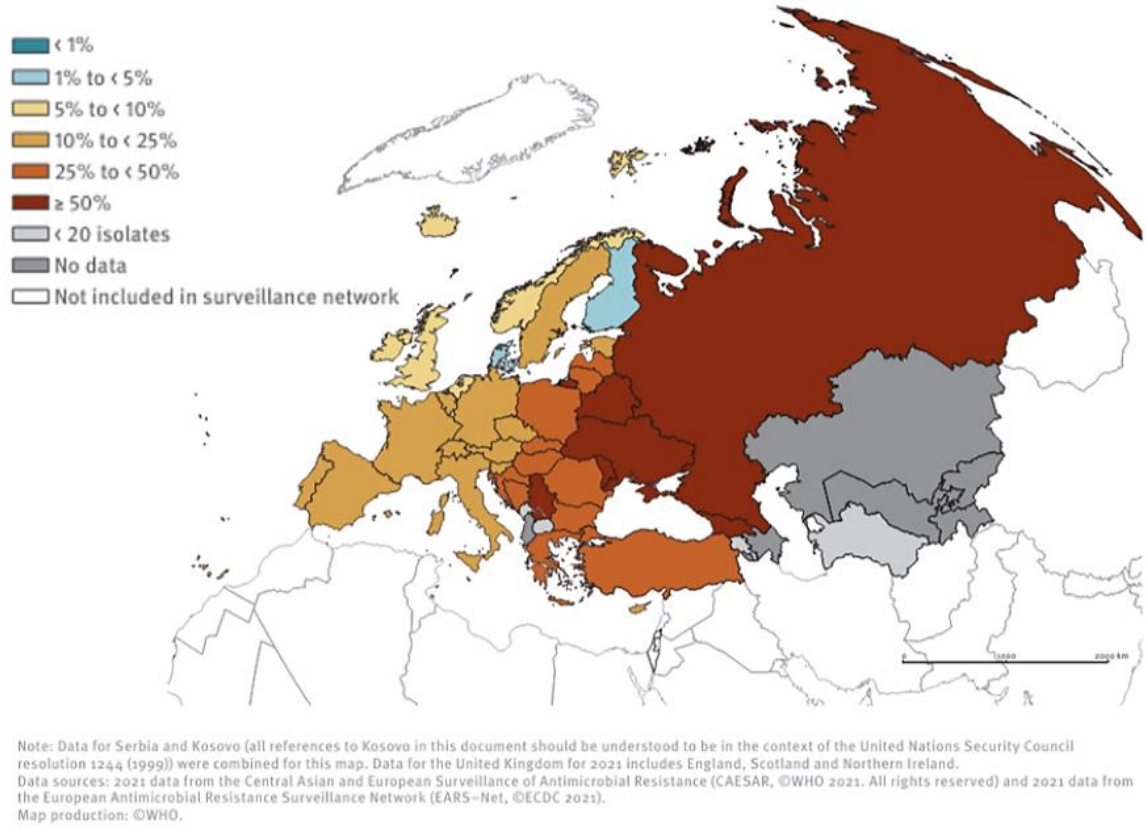 < 1%
1% to < 5%
5% to < 10%
10% to < 25%
25% to < 50%
≥ 50%
< 20 isolates
No data
Not included in surveillance network
0 1000 2000 km
Note: Data for Serbia and Kosovo (all references to Kosovo in this document should be understood to be in the context of the United Nations Security Council
resolution 1244 (1999)) were combined for this map. Data for the United Kingdom for 2021 includes England, Scotland and Northern Ireland.
Data sources: 2021 data from the Central Asian and European Surveillance of Antimicrobial Resistance (CAESAR, ©WHO 2021. All rights reserved) and 2021 data from
the European Antimicrobial Resistance Surveillance Network (EARS–Net, ©ECDC 2021).
Map production: ©WHO.